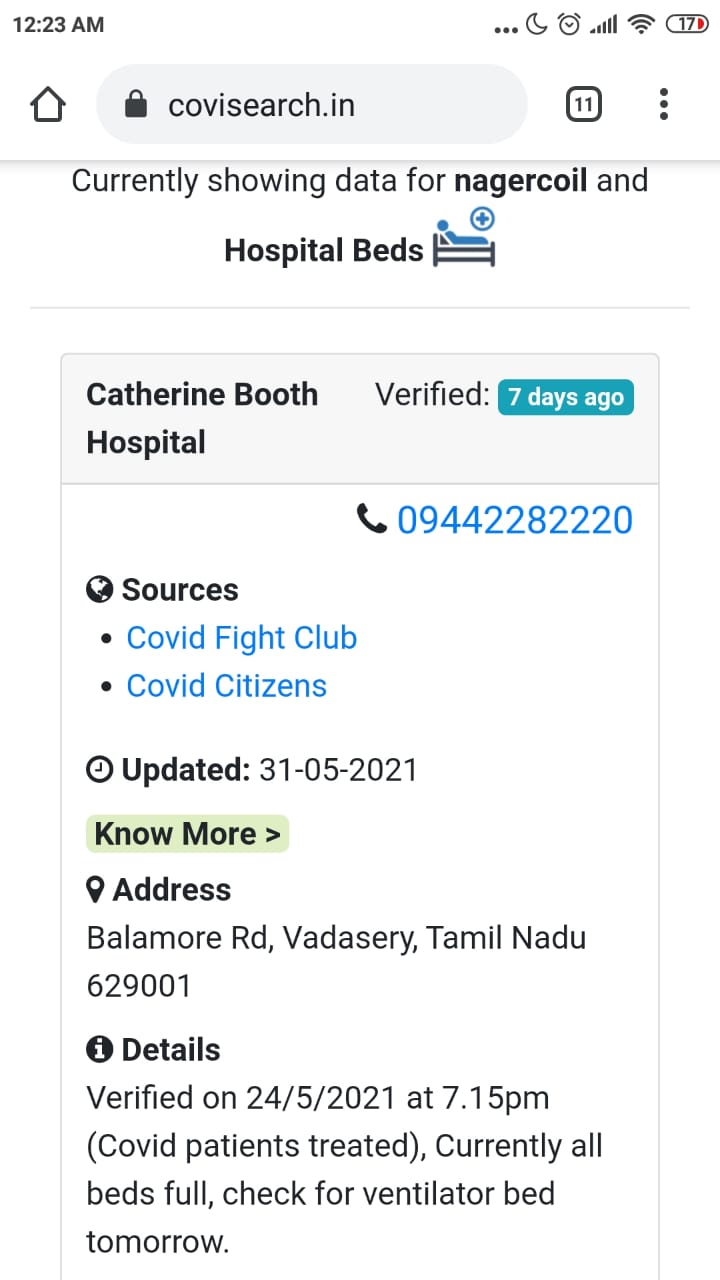 12:23 AM
17
covisearch.in
11
Currently showing data for nagercoil and
Hospital Beds
Catherine Booth Verified: 7 days ago
Hospital
09442282220
Sources
• Covid Fight Club
• Covid Citizens
Updated: 31-05-2021
Know More >
Address
Balamore Rd, Vadasery, Tamil Nadu
629001
Details
Verified on 24/5/2021 at 7.15pm
(Covid patients treated), Currently all
beds full, check for ventilator bed
tomorrow.